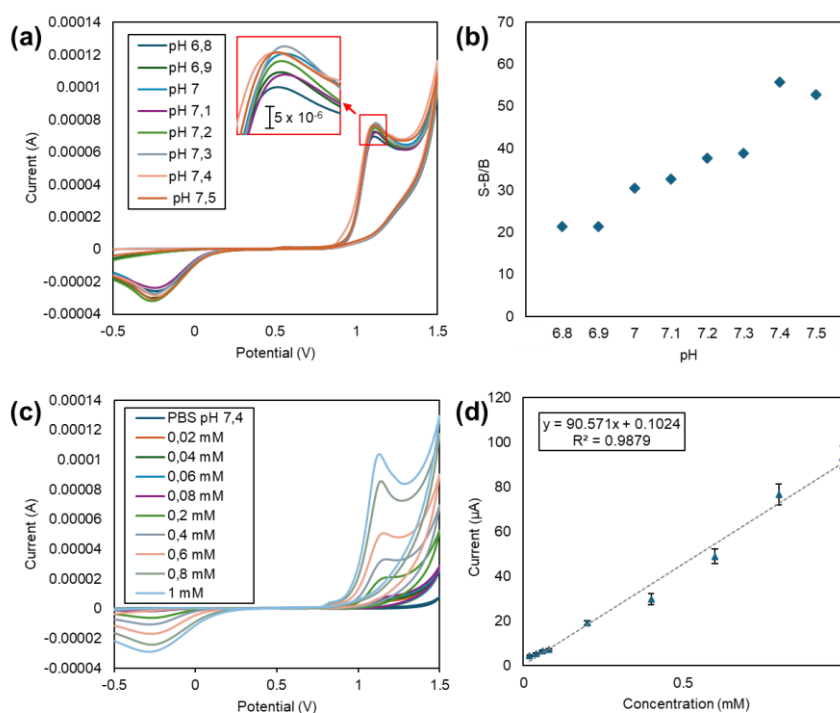 (a)
0.00014
0.00012
0.0001
0.00008
0.00006
0.00004
0.00002
0
-0.00002
-0.00004
Current (A)
pH 6,8
pH 6,9
pH 7
pH 7,1
pH 7,2
pH 7,3
pH 7,4
pH 7,5
5 x 10-6
-0.5 0 0.5 1 1.5
Potential (V)
(b)
70
60
50
40
30
20
10
0
S-B/B
6.8 6.9 7 7.1 7.2 7.3 7.4 7.5
pH
(c)
0.00014
0.00012
0.0001
0.00008
0.00006
0.00004
0.00002
0
-0.00002
-0.00004
Current (A)
PBS pH 7,4
0,02 mM
0,04 mM
0,06 mM
0,08 mM
0,2 mM
0,4 mM
0,6 mM
0,8 mM
1 mM
-0.5 0 0.5 1 1.5
Potential (V)
(d)
120
100
80
60
40
20
0
Current (µA)
y = 90.571x + 0.1024
R² = 0.9879
0 0.5
Concentration (mM)